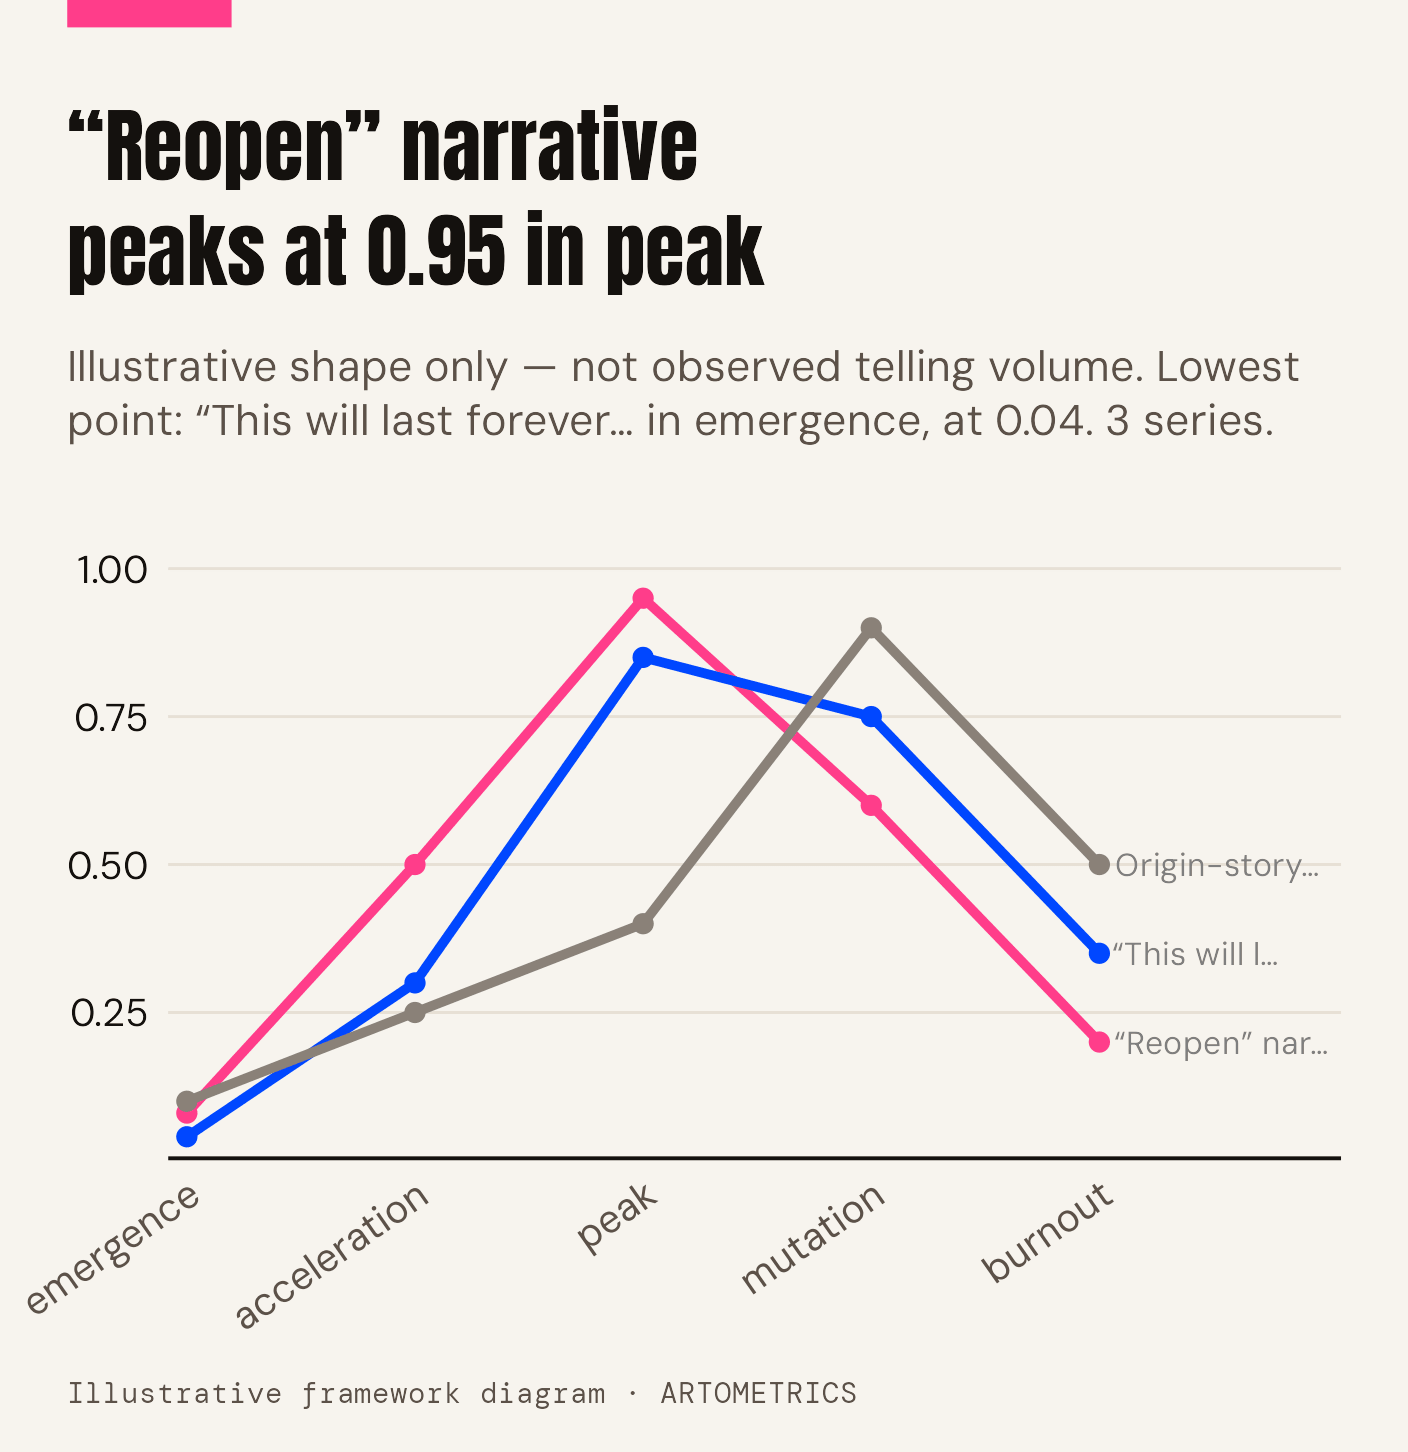 “Reopen” narrative
peaks at 0.95 in peak
Illustrative shape only — not observed telling volume. Lowest
point: “This will last forever… in emergence, at 0.04. 3 series.
1.00
0.75
0.50
0.25
Origin-story…
“This will l…
“Reopen” nar…
emergence
acceleration
peak
mutation
burnout
Illustrative framework diagram · ARTOMETRICS